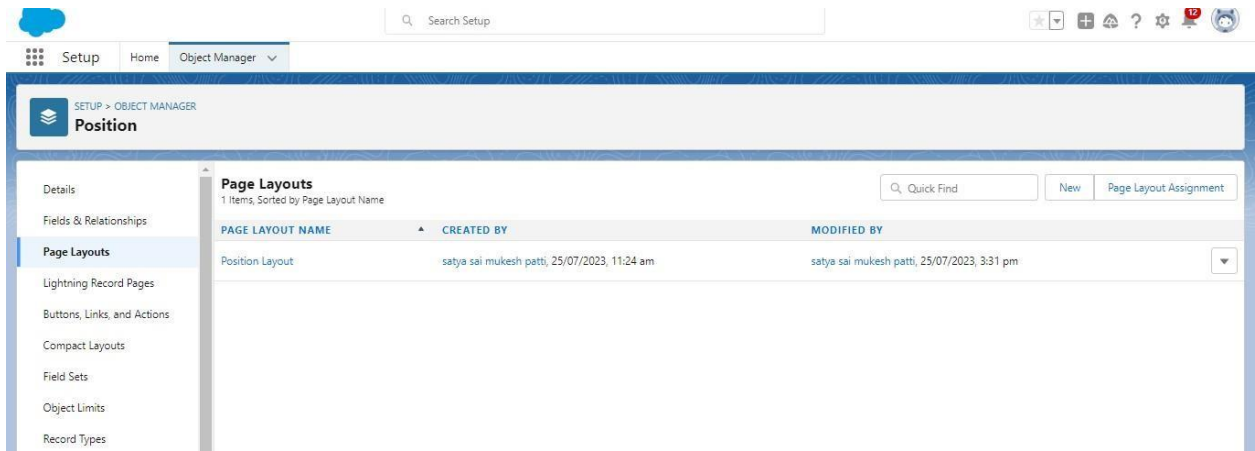 Search Setup
12
Setup Home Object Manager
SETUP > OBJECT MANAGER
Position
Details
Fields & Relationships
Page Layouts
Lightning Record Pages
Buttons, Links, and Actions
Compact Layouts
Field Sets
Object Limits
Record Types
Page Layouts
1 Items, Sorted by Page Layout Name
Quick Find New Page Layout Assignment
PAGE LAYOUT NAME CREATED BY MODIFIED BY
Position Layout satya sai mukesh patti, 25/07/2023, 11:24 am satya sai mukesh patti, 25/07/2023, 3:31 pm